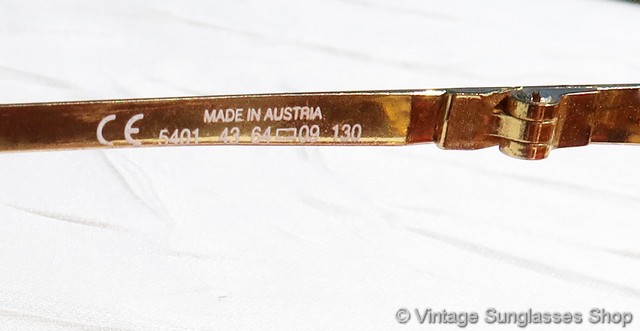 MADE IN AUSTRIA
CE 5401 43 64▭09 130
© Vintage Sunglasses Shop